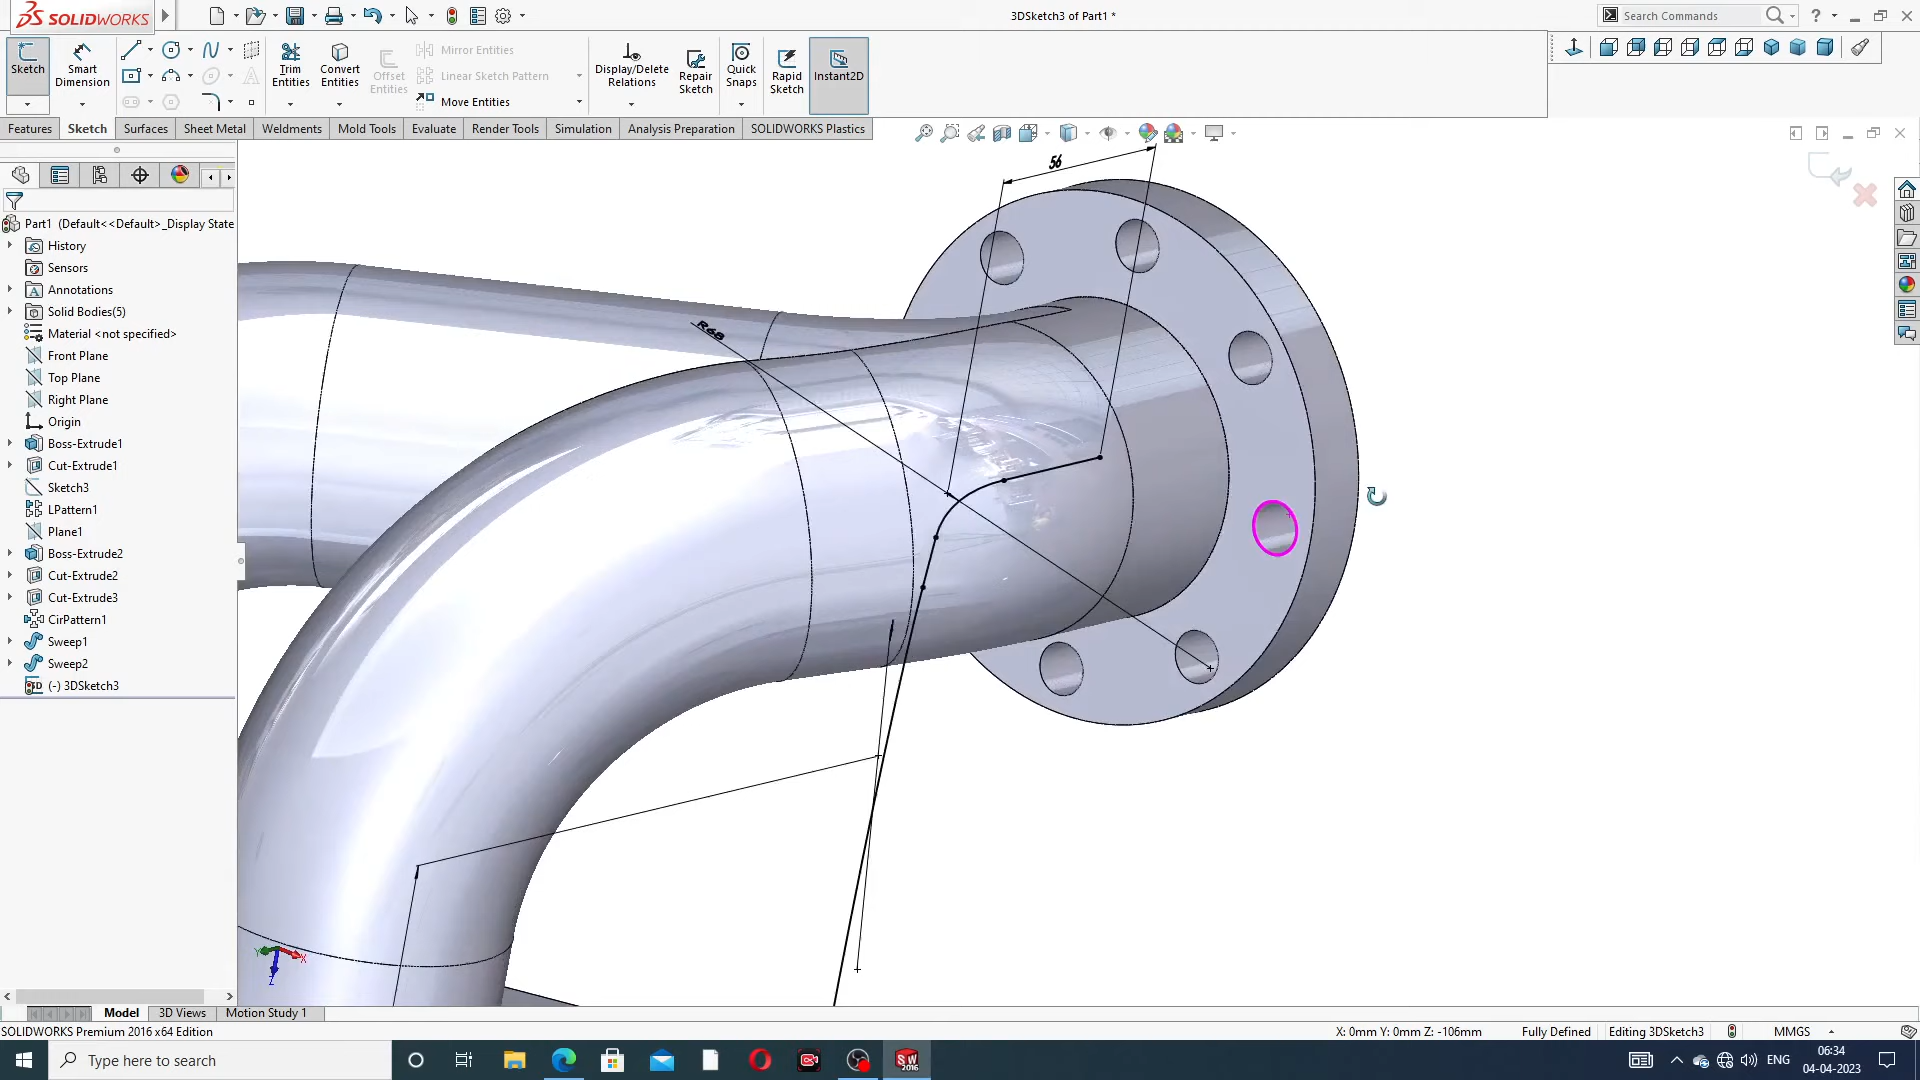 SOLIDWORKS
3DSketch3 of Part1 *
Search Commands
Sketch
Smart Dimension
Trim Entities
Convert Entities
Offset Entities
Mirror Entities
Linear Sketch Pattern
Move Entities
Display/Delete Relations
Repair Sketch
Quick Snaps
Rapid Sketch
Instant2D
Features
Sketch
Surfaces
Sheet Metal
Weldments
Mold Tools
Evaluate
Render Tools
Simulation
Analysis Preparation
SOLIDWORKS Plastics
Part1 (Default<<Default>_Display State
History
Sensors
Annotations
Solid Bodies(5)
Material <not specified>
Front Plane
Top Plane
Right Plane
Origin
Boss-Extrude1
Cut-Extrude1
Sketch3
LPattern1
Plane1
Boss-Extrude2
Cut-Extrude2
Cut-Extrude3
CirPattern1
Sweep1
Sweep2
3D (-) 3DSketch3
56
R68
Y
X
Z
Model
3D Views
Motion Study 1
SOLIDWORKS Premium 2016 x64 Edition
X: 0mm Y: 0mm Z: -106mm
Fully Defined
Editing 3DSketch3
MMGS
Type here to search
SW
2016
ENG
06:34
04-04-2023